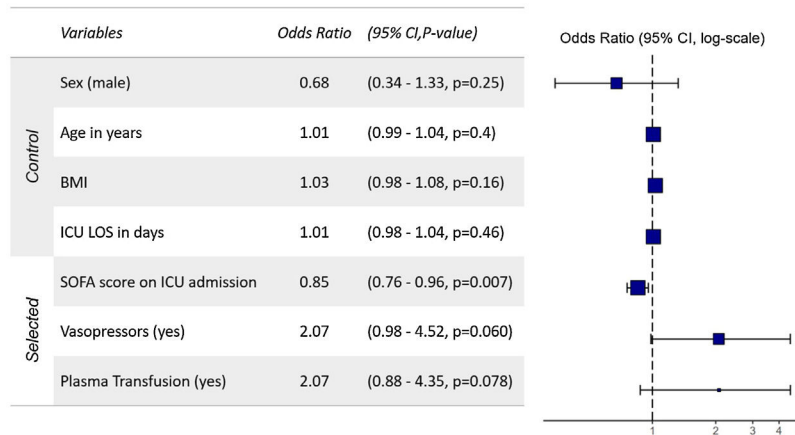 Variables Odds Ratio (95% CI,P-value)
Odds Ratio (95% CI, log-scale)
Control
Sex (male) 0.68 (0.34 - 1.33, p=0.25)
Age in years 1.01 (0.99 - 1.04, p=0.4)
BMI 1.03 (0.98 - 1.08, p=0.16)
ICU LOS in days 1.01 (0.98 - 1.04, p=0.46)
Selected
SOFA score on ICU admission 0.85 (0.76 - 0.96, p=0.007)
Vasopressors (yes) 2.07 (0.98 - 4.52, p=0.060)
Plasma Transfusion (yes) 2.07 (0.88 - 4.35, p=0.078)
1 2 3 4